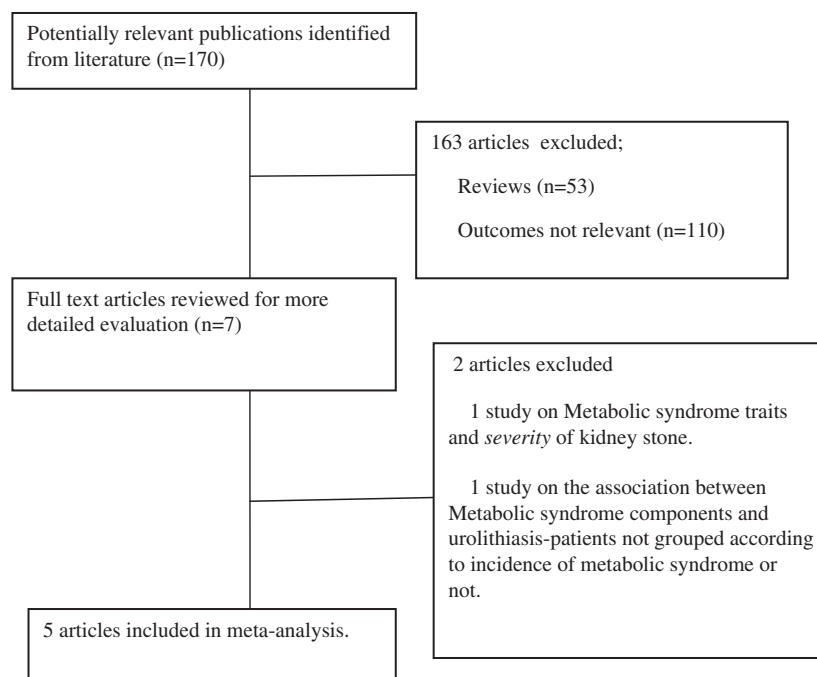 Potentially relevant publications identified
from literature (n=170)
163 articles excluded;
Reviews (n=53)
Outcomes not relevant (n=110)
Full text articles reviewed for more
detailed evaluation (n=7)
2 articles excluded
1 study on Metabolic syndrome traits
and severity of kidney stone.
1 study on the association between
Metabolic syndrome components and
urolithiasis-patients not grouped according
to incidence of metabolic syndrome or
not.
5 articles included in meta-analysis.